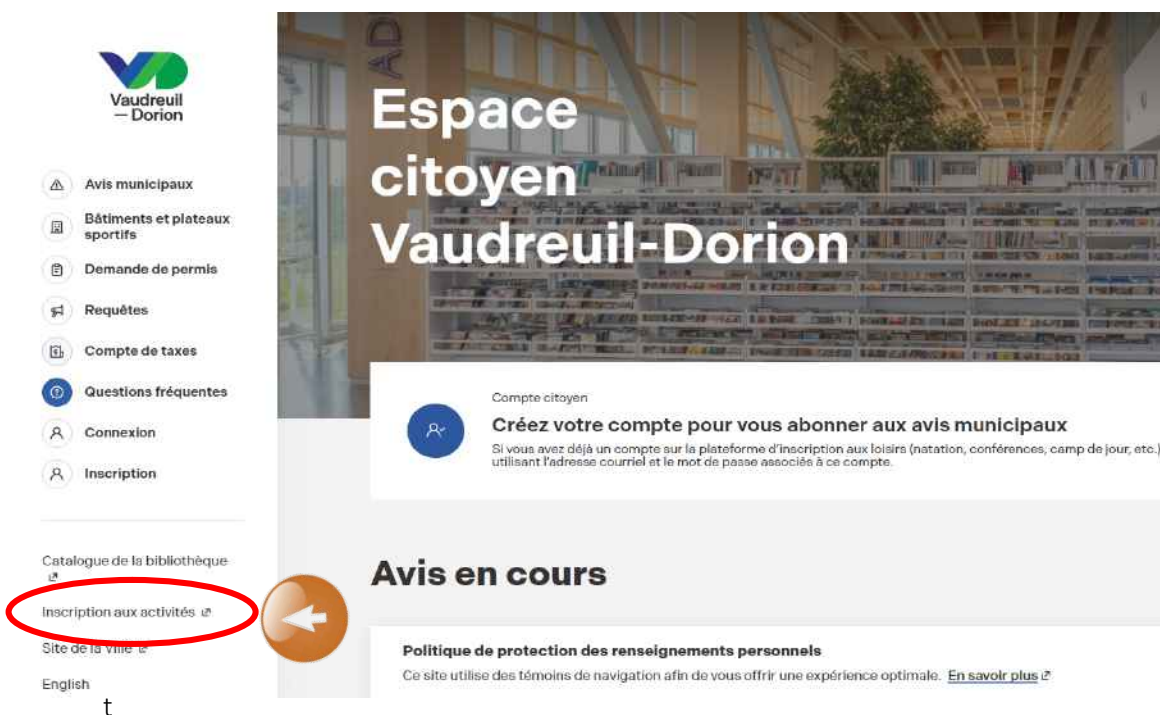 Vaudreuil
— Dorion
Avis municipaux
Bâtiments et plateaux
sportifs
Demande de permis
Requêtes
Compte de taxes
Questions fréquentes
Connexion
Inscription
Catalogue de la bibliothèque
Inscription aux activités
Site de la Ville
English
t
AD
Espace
citoyen
Vaudreuil-Dorion
Compte citoyen
Créez votre compte pour vous abonner aux avis municipaux
Si vous avez déjà un compte sur la plateforme d'inscription aux loisirs (natation, conférences, camp de jour, etc.)
utilisant l'adresse courriel et le mot de passe associés à ce compte.
Avis en cours
Politique de protection des renseignements personnels
Ce site utilise des témoins de navigation afin de vous offrir une expérience optimale. En savoir plus